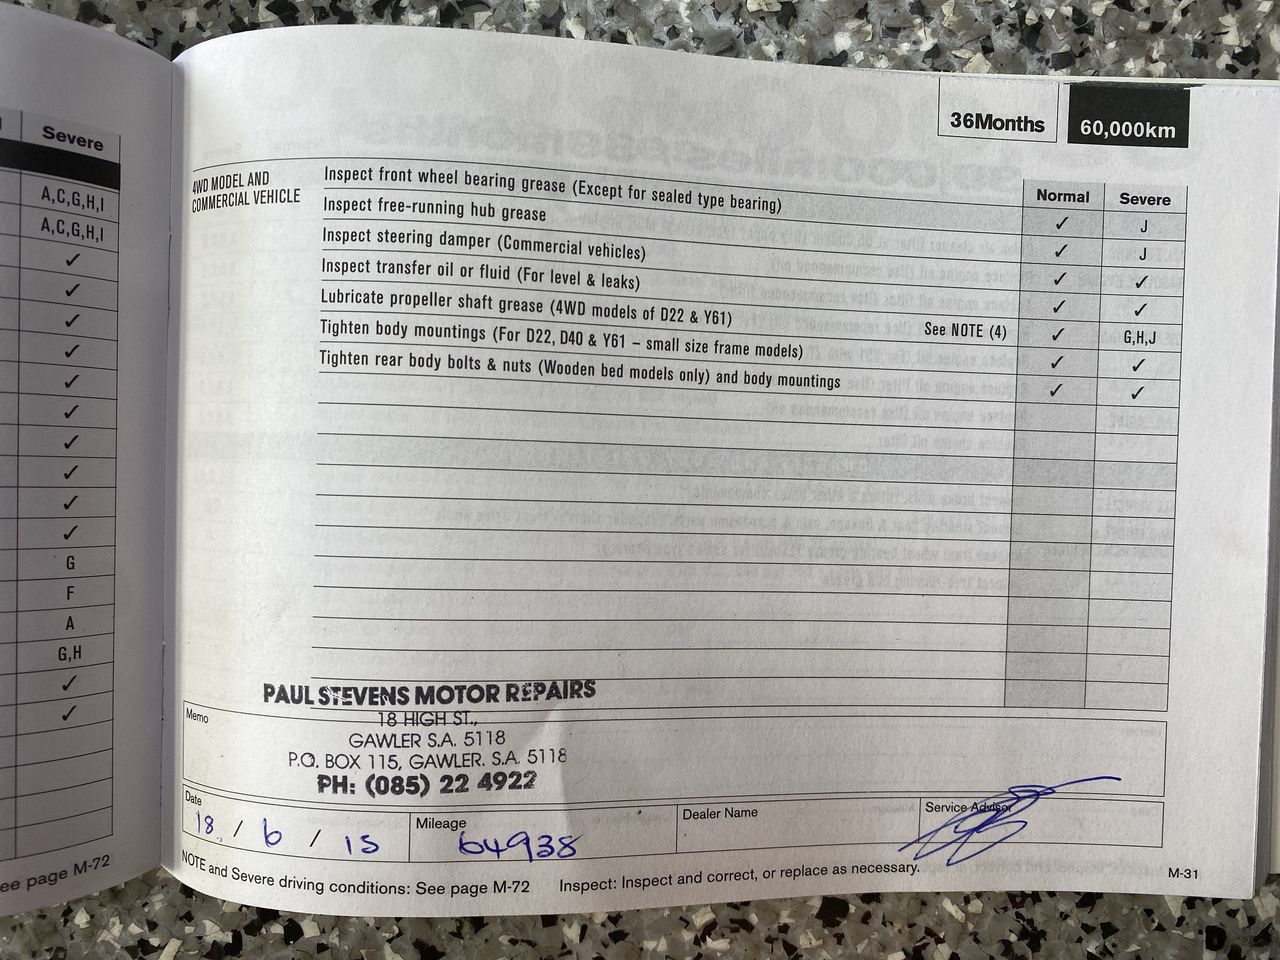 Severe
A,C,G,H,I
A,C,G,H,I
✓
✓
✓
✓
✓
✓
✓
✓
✓
✓
G
F
A
G,H
✓
✓
ee page M-72
36Months 60,000km
4WD MODEL AND
COMMERCIAL VEHICLE
Normal Severe
Inspect front wheel bearing grease (Except for sealed type bearing) ✓ J
Inspect free-running hub grease ✓ J
Inspect steering damper (Commercial vehicles) ✓ ✓
Inspect transfer oil or fluid (For level & leaks) ✓ ✓
Lubricate propeller shaft grease (4WD models of D22 & Y61) See NOTE (4) ✓ G,H,J
Tighten body mountings (For D22, D40 & Y61 – small size frame models) ✓ ✓
Tighten rear body bolts & nuts (Wooden bed models only) and body mountings ✓ ✓
Memo
PAUL STEVENS MOTOR REPAIRS
18 HIGH ST.,
GAWLER S.A. 5118
P.O. BOX 115, GAWLER. S.A. 5118
PH: (085) 22 4922
Date 18 / 6 / 15
Mileage 64938
Dealer Name
Service Advisor
NOTE and Severe driving conditions: See page M-72 Inspect: Inspect and correct, or replace as necessary.
M-31